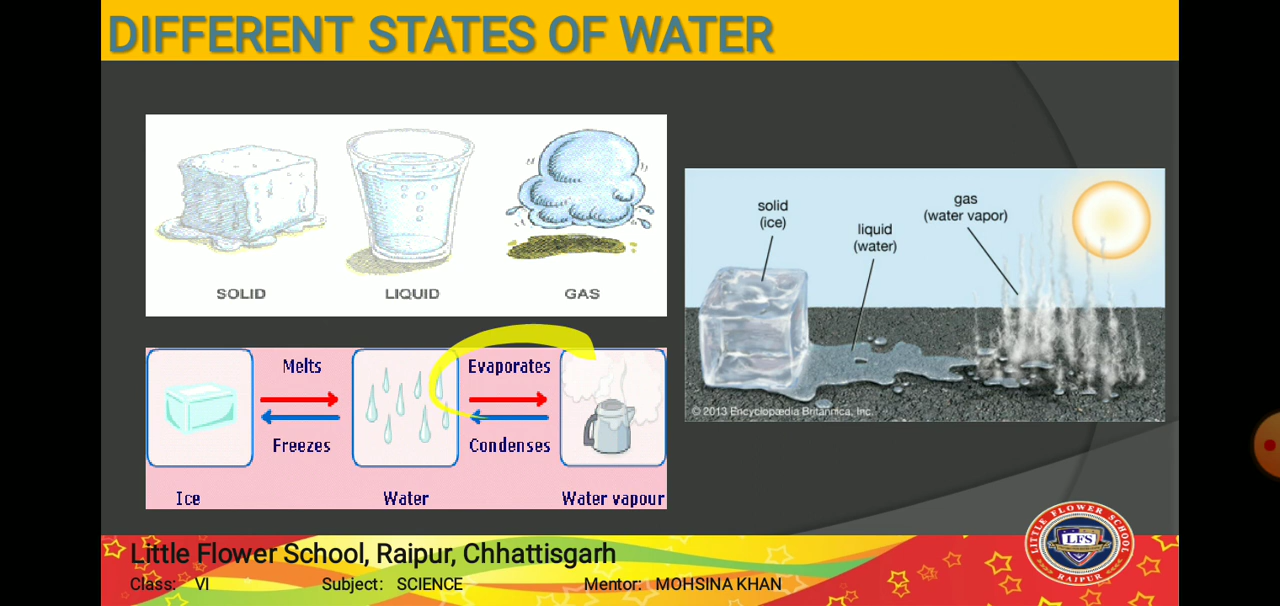 DIFFERENT STATES OF WATER
SOLID
LIQUID
GAS
solid
(ice)
liquid
(water)
gas
(water vapor)
© 2013 Encyclopædia Britannica, Inc.
Melts
Freezes
Evaporates
Condenses
Ice
Water
Water vapour
Little Flower School, Raipur, Chhattisgarh
Class: VI
Subject: SCIENCE
Mentor: MOHSINA KHAN
LITTLE FLOWER SCHOOL
LFS
RAIPUR